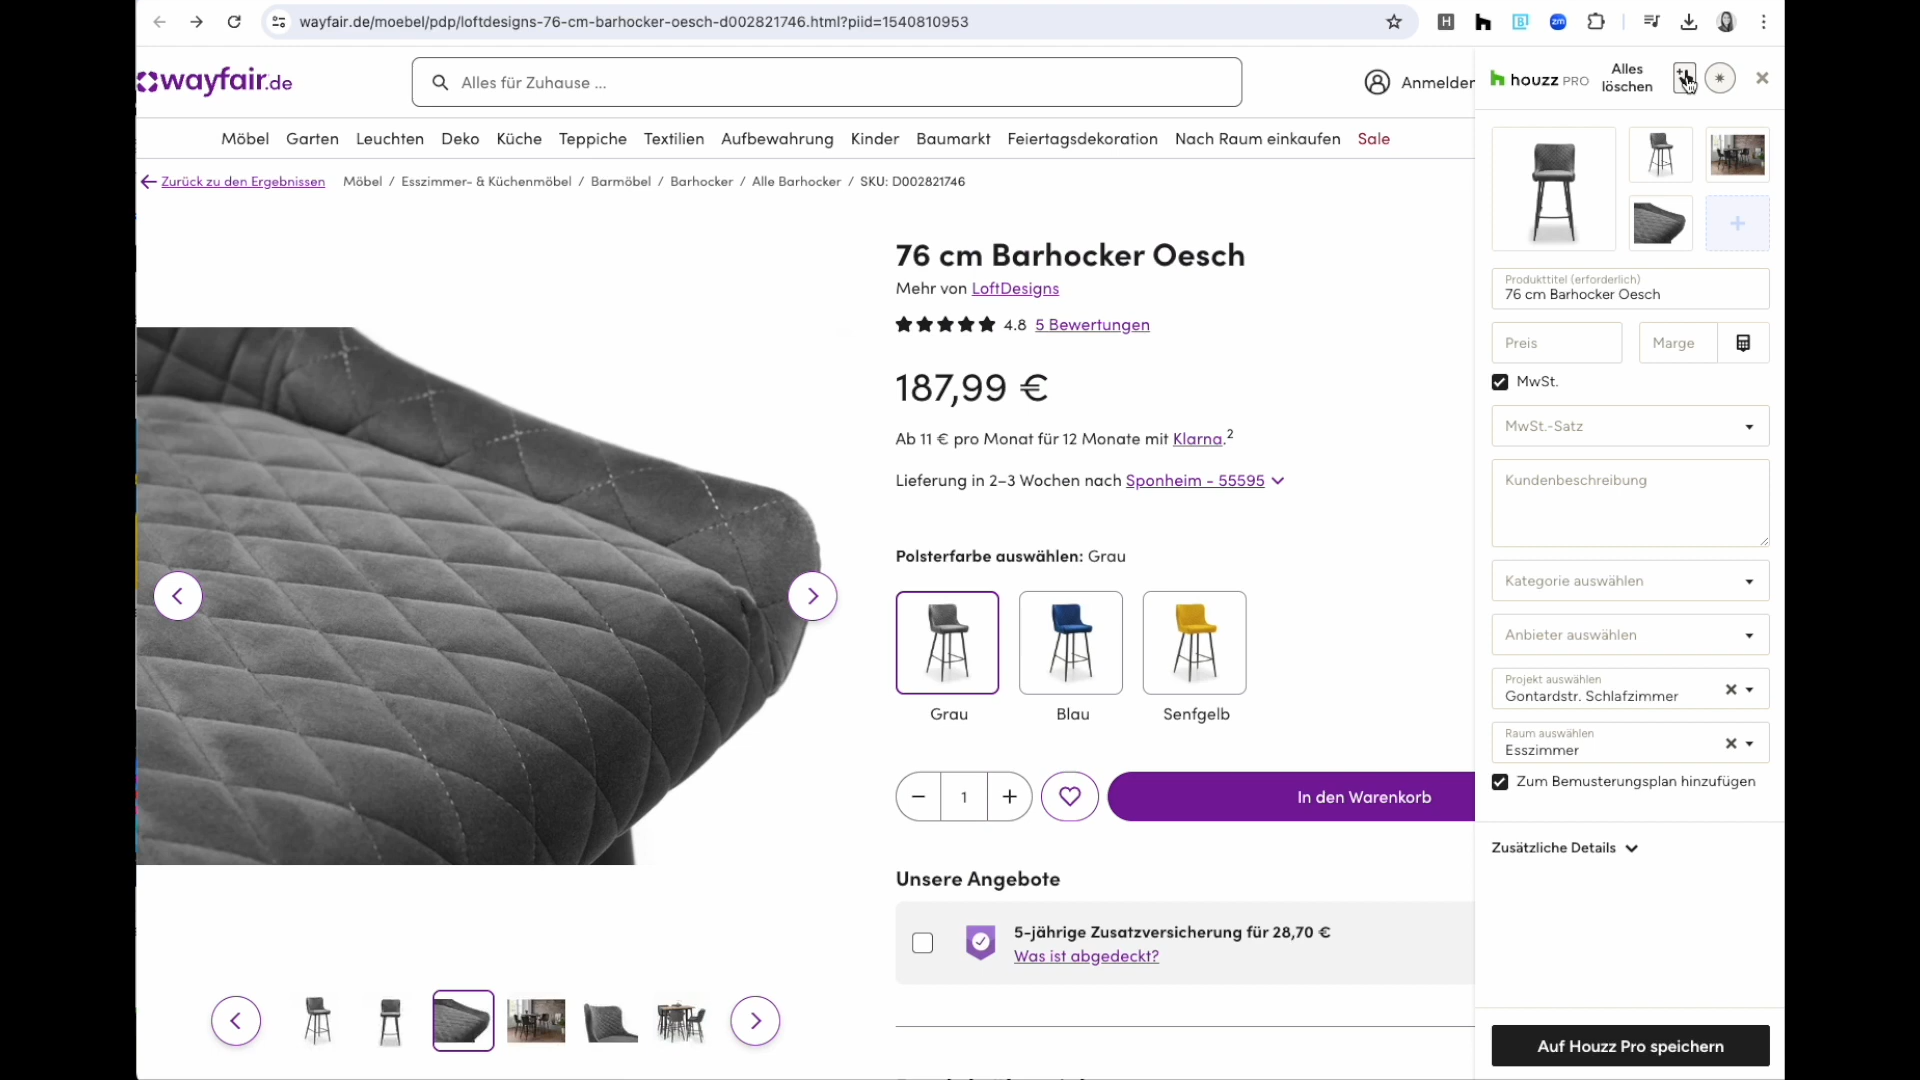 wayfair.de/moebel/pdp/loftdesigns-76-cm-barhocker-oesch-d002821746.html?piid=1540810953
wayfair.de
Alles für Zuhause ...
Anmelden
Möbel Garten Leuchten Deko Küche Teppiche Textilien Aufbewahrung Kinder Baumarkt Feiertagsdekoration Nach Raum einkaufen Sale
Zurück zu den Ergebnissen Möbel / Esszimmer- & Küchenmöbel / Barmöbel / Barhocker / Alle Barhocker / SKU: D002821746
76 cm Barhocker Oesch
Mehr von LoftDesigns
4.8 5 Bewertungen
187,99 €
Ab 11 € pro Monat für 12 Monate mit Klarna.2
Lieferung in 2–3 Wochen nach Sponheim - 55595
Polsterfarbe auswählen: Grau
Grau Blau Senfgelb
− 1 + In den Warenkorb
Unsere Angebote
5-jährige Zusatzversicherung für 28,70 €
Was ist abgedeckt?
houzz PRO
Alles
löschen
Produkttitel (erforderlich)
76 cm Barhocker Oesch
Preis Marge
MwSt.
MwSt.-Satz
Kundenbeschreibung
Kategorie auswählen
Anbieter auswählen
Projekt auswählen
Gontardstr. Schlafzimmer
Raum auswählen
Esszimmer
Zum Bemusterungsplan hinzufügen
Zusätzliche Details
Auf Houzz Pro speichern